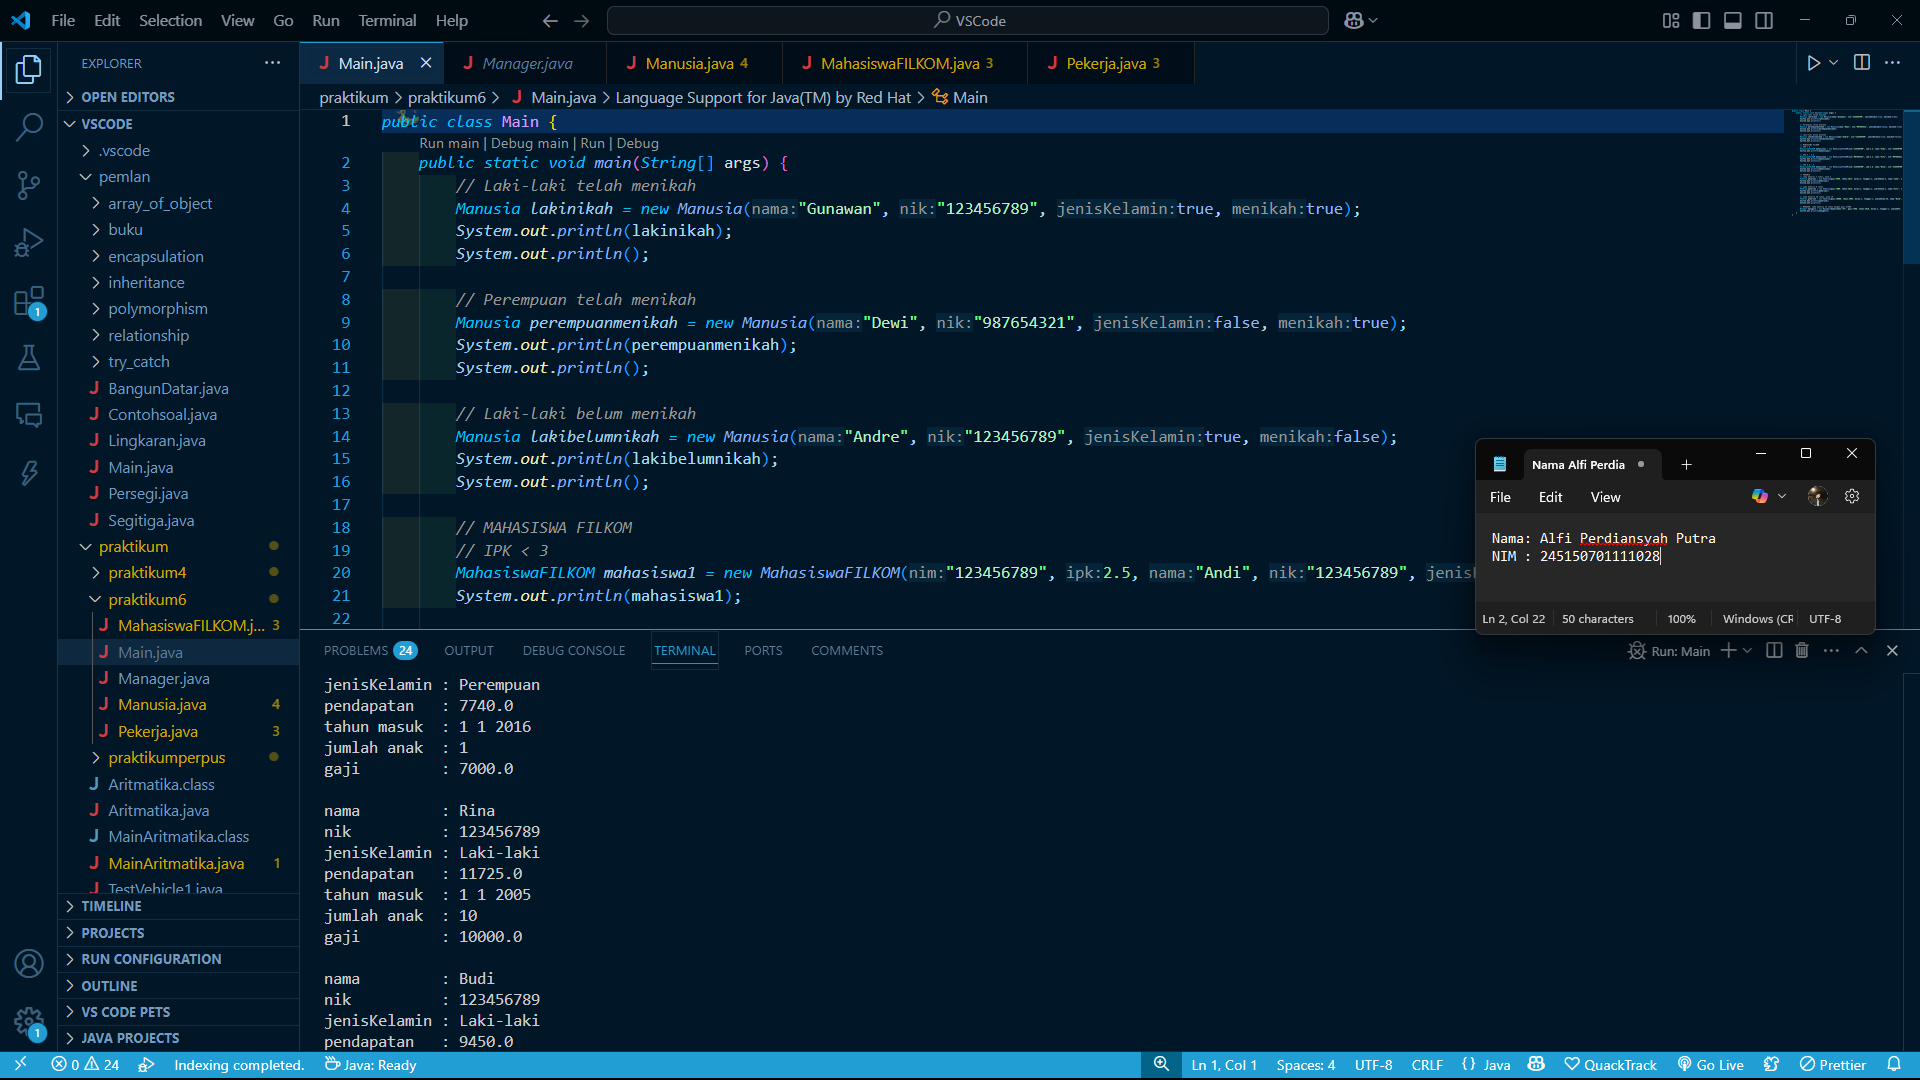 File Edit Selection View Go Run Terminal Help
VSCode
EXPLORER
OPEN EDITORS
VSCODE
.vscode
pemlan
array_of_object
buku
encapsulation
inheritance
polymorphism
relationship
try_catch
BangunDatar.java
Contohsoal.java
Lingkaran.java
Main.java
Persegi.java
Segitiga.java
praktikum
praktikum4
praktikum6
MahasiswaFILKOM.j... 3
Main.java
Manager.java
Manusia.java 4
Pekerja.java 3
praktikumperpus
Aritmatika.class
Aritmatika.java
MainAritmatika.class
MainAritmatika.java 1
TestVehicle1.java
TIMELINE
PROJECTS
RUN CONFIGURATION
OUTLINE
VS CODE PETS
JAVA PROJECTS
1
1
Main.java Manager.java Manusia.java 4 MahasiswaFILKOM.java 3 Pekerja.java 3
praktikum > praktikum6 > Main.java > Language Support for Java(TM) by Red Hat > Main
1 public class Main {
Run main | Debug main | Run | Debug
2 public static void main(String[] args) {
3 // Laki-laki telah menikah
4 Manusia lakinikah = new Manusia(nama:"Gunawan", nik:"123456789", jenisKelamin:true, menikah:true);
5 System.out.println(lakinikah);
6 System.out.println();
7
8 // Perempuan telah menikah
9 Manusia perempuanmenikah = new Manusia(nama:"Dewi", nik:"987654321", jenisKelamin:false, menikah:true);
10 System.out.println(perempuanmenikah);
11 System.out.println();
12
13 // Laki-laki belum menikah
14 Manusia lakibelumnikah = new Manusia(nama:"Andre", nik:"123456789", jenisKelamin:true, menikah:false);
15 System.out.println(lakibelumnikah);
16 System.out.println();
17
18 // MAHASISWA FILKOM
19 // IPK < 3
20 MahasiswaFILKOM mahasiswa1 = new MahasiswaFILKOM(nim:"123456789", ipk:2.5, nama:"Andi", nik:"123456789", jenis
21 System.out.println(mahasiswa1);
22
Nama Alfi Perdia
File Edit View
Nama: Alfi Perdiansyah Putra
NIM : 245150701111028
Ln 2, Col 22 50 characters 100% Windows (CR UTF-8
PROBLEMS 24 OUTPUT DEBUG CONSOLE TERMINAL PORTS COMMENTS
Run: Main
jenisKelamin : Perempuan
pendapatan : 7740.0
tahun masuk : 1 1 2016
jumlah anak : 1
gaji : 7000.0
nama : Rina
nik : 123456789
jenisKelamin : Laki-laki
pendapatan : 11725.0
tahun masuk : 1 1 2005
jumlah anak : 10
gaji : 10000.0
nama : Budi
nik : 123456789
jenisKelamin : Laki-laki
pendapatan : 9450.0
0 24 Indexing completed. Java: Ready Ln 1, Col 1 Spaces: 4 UTF-8 CRLF {} Java QuackTrack Go Live Prettier